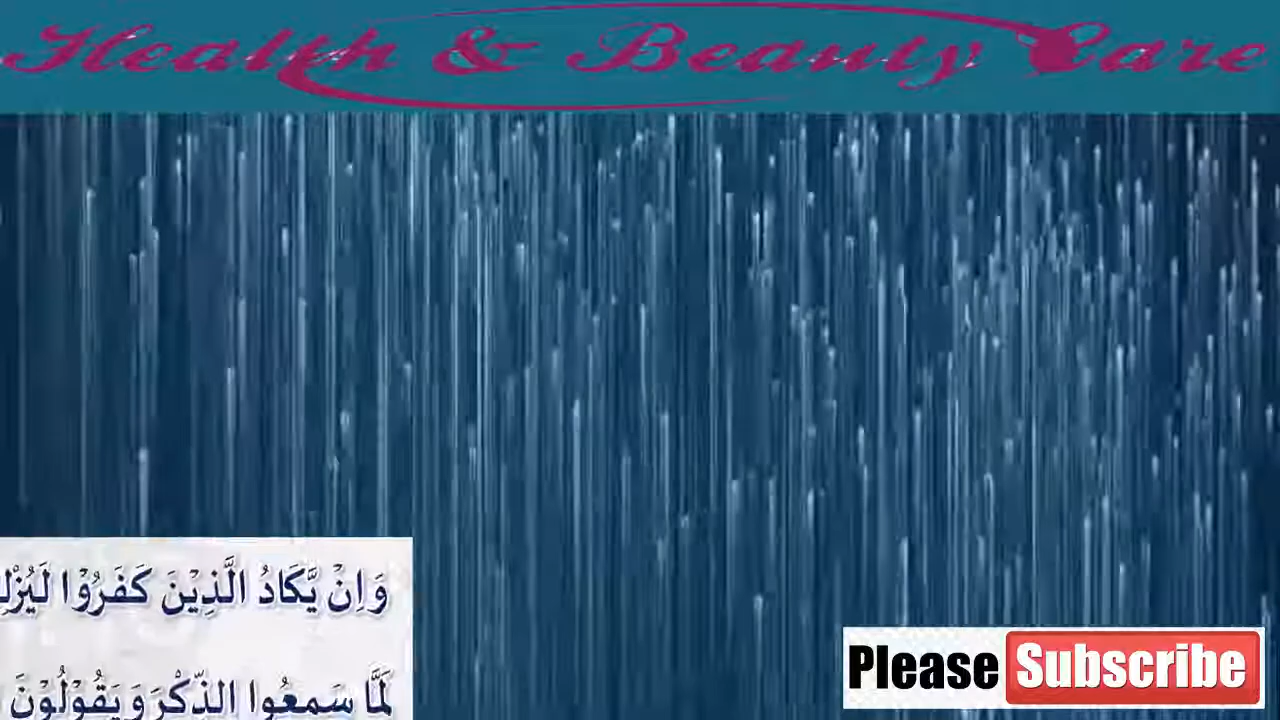 Health & Beauty Care
وَاِنْ يَّكَادُ الَّذِيْنَ كَفَرُوْا
لَمَّا سَمِعُوا الذِّكْرَ وَ يَقُوْلُوْنَ
Please Subscribe